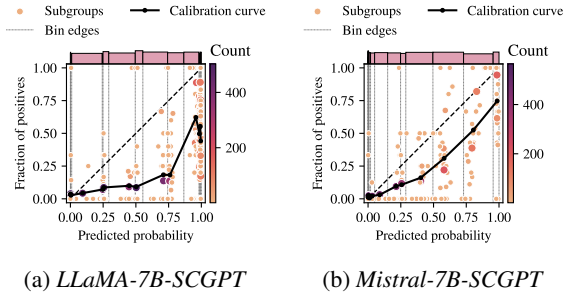 Subgroups
Calibration curve
Bin edges
Count
1.00
0.75
0.50
0.25
0.00
Fraction of positives
400
200
0.00 0.25 0.50 0.75 1.00
Predicted probability
(a) LLaMA-7B-SCGPT
Subgroups
Calibration curve
Bin edges
Count
1.00
0.75
0.50
0.25
0.00
Fraction of positives
400
200
0.00 0.25 0.50 0.75 1.00
Predicted probability
(b) Mistral-7B-SCGPT